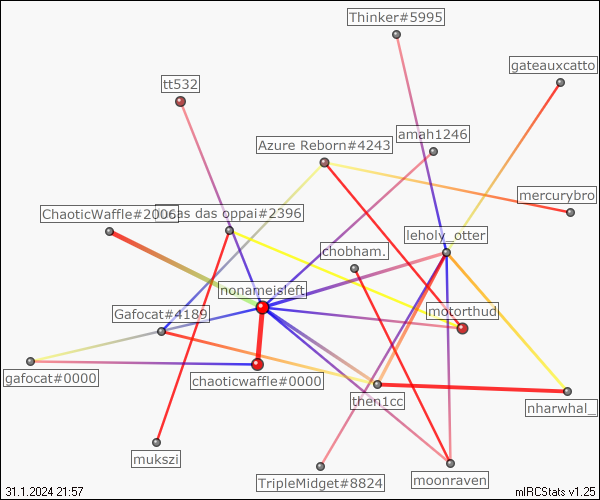 Thinker#5995
gateauxcatto
tt532
amah1246
Azure Reborn#4243
mercurybro
ChaoticWaffle#2006
das oppai#2396
leholy_otter
chobham.
nonameisleft
Gafocat#4189
motorthud
gafocat#0000
chaoticwaffle#0000
then1cc
nharwhal_
mukszi
TripleMidget#8824
moonraven
31.1.2024 21:57
mIRCStats v1.25